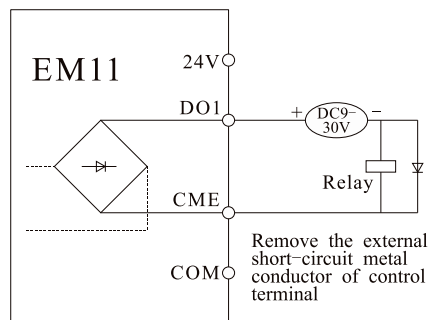 EM11
24V
DO1
+ DC9- −
30V
Relay
CME
Remove the external
short-circuit metal
COM conductor of control
terminal